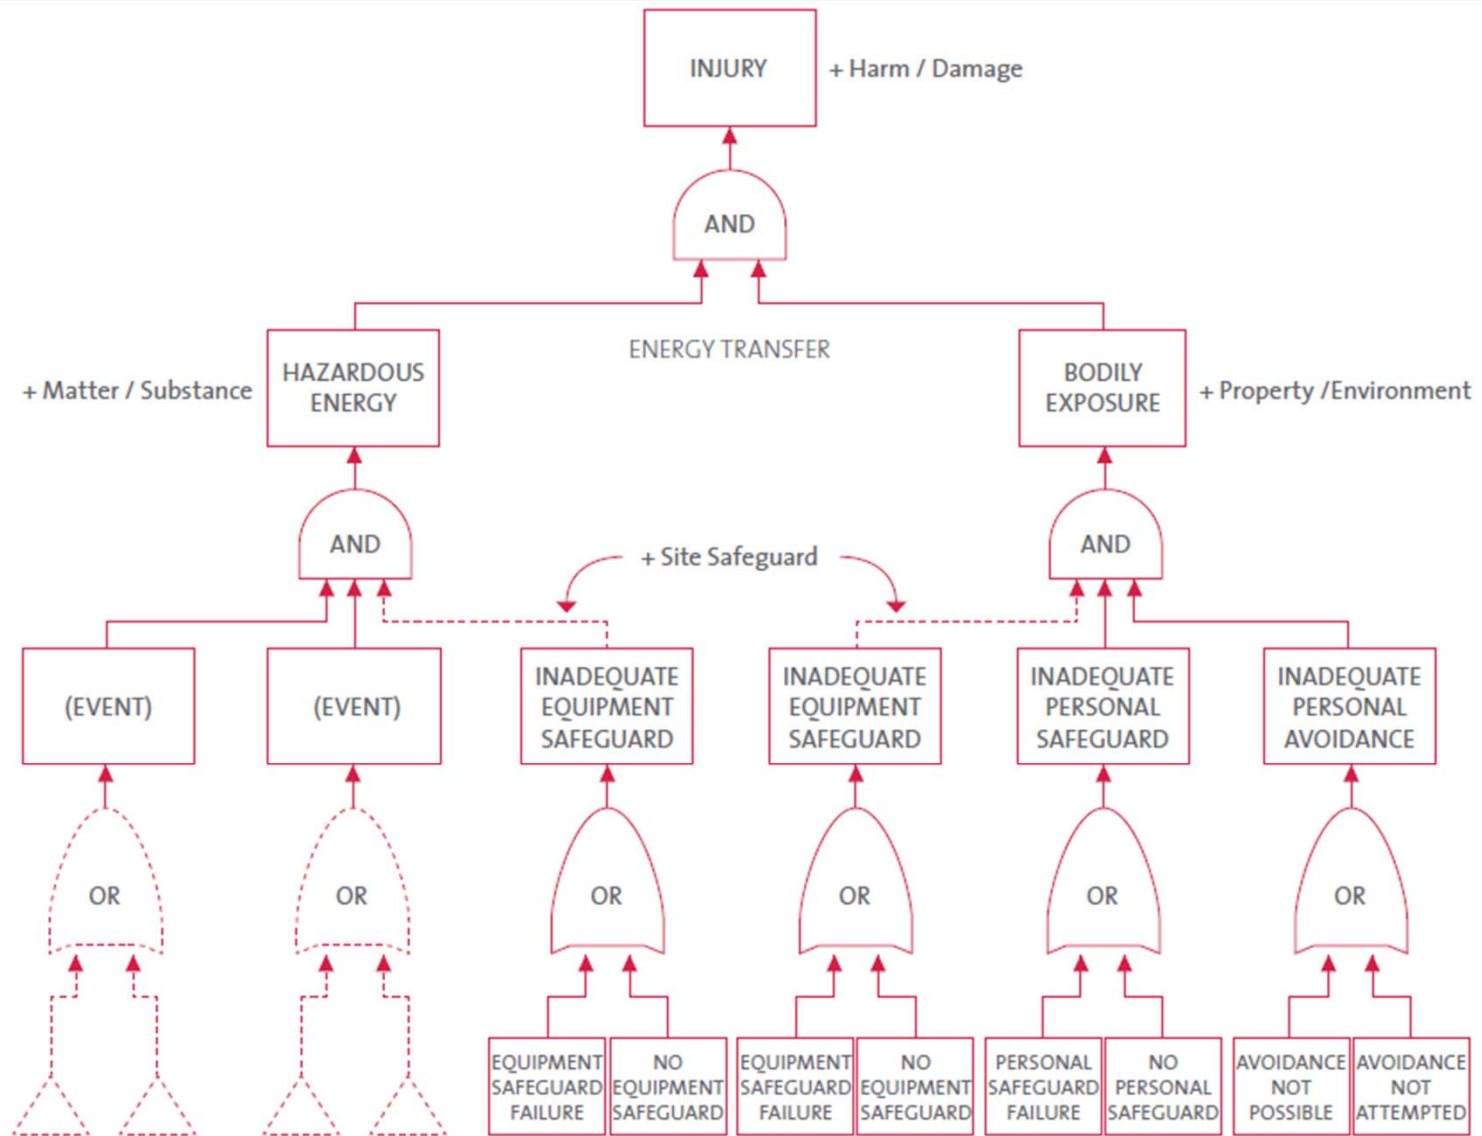 INJURY
+ Harm / Damage
AND
ENERGY TRANSFER
+ Matter / Substance
HAZARDOUS
ENERGY
BODILY
EXPOSURE
+ Property /Environment
AND
+ Site Safeguard
AND
(EVENT)
(EVENT)
INADEQUATE
EQUIPMENT
SAFEGUARD
INADEQUATE
EQUIPMENT
SAFEGUARD
INADEQUATE
PERSONAL
SAFEGUARD
INADEQUATE
PERSONAL
AVOIDANCE
OR
OR
OR
OR
OR
OR
EQUIPMENT
SAFEGUARD
FAILURE
NO
EQUIPMENT
SAFEGUARD
EQUIPMENT
SAFEGUARD
FAILURE
NO
EQUIPMENT
SAFEGUARD
PERSONAL
SAFEGUARD
FAILURE
NO
PERSONAL
SAFEGUARD
AVOIDANCE
NOT
POSSIBLE
AVOIDANCE
NOT
ATTEMPTED